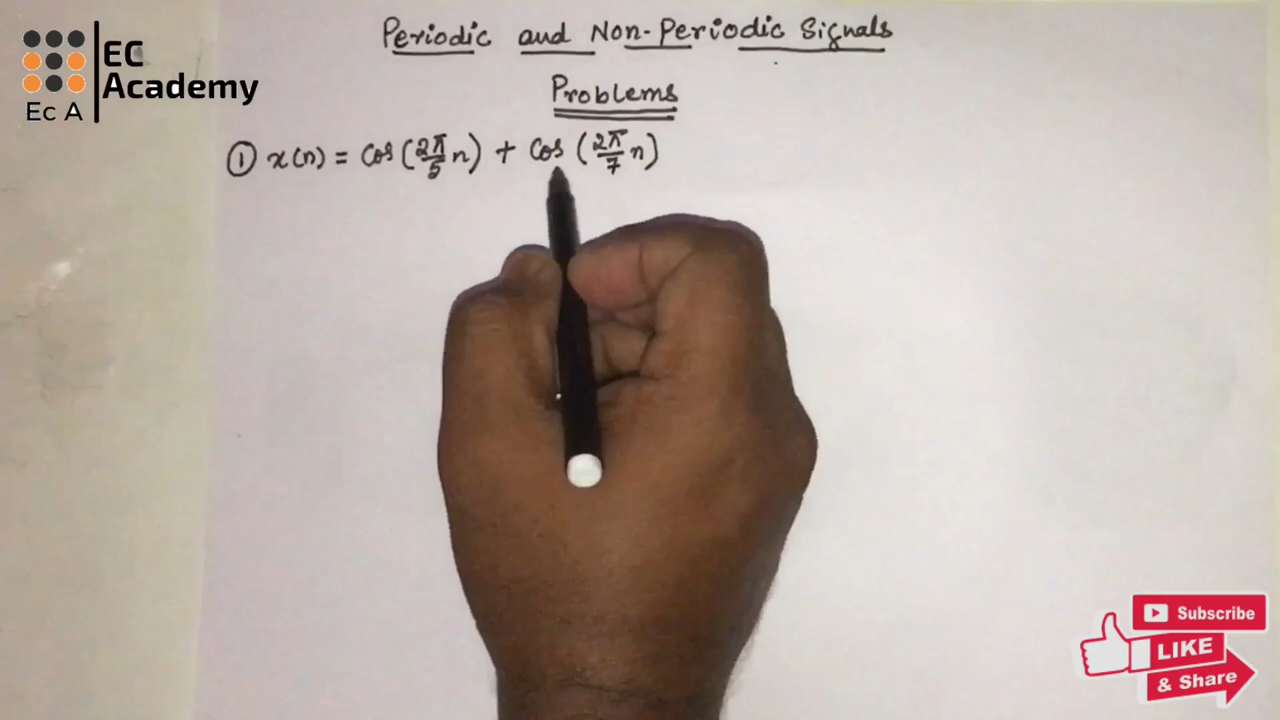 Periodic and Non-Periodic Signals
EC
Academy
Ec A
Problems
① x(n) = Cos(2π/5 n) + Cos(2π/7 n)
Subscribe
LIKE
& Share